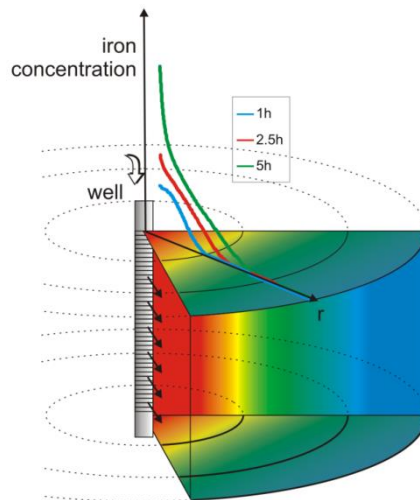 iron
concentration
1h
2.5h
5h
well
r